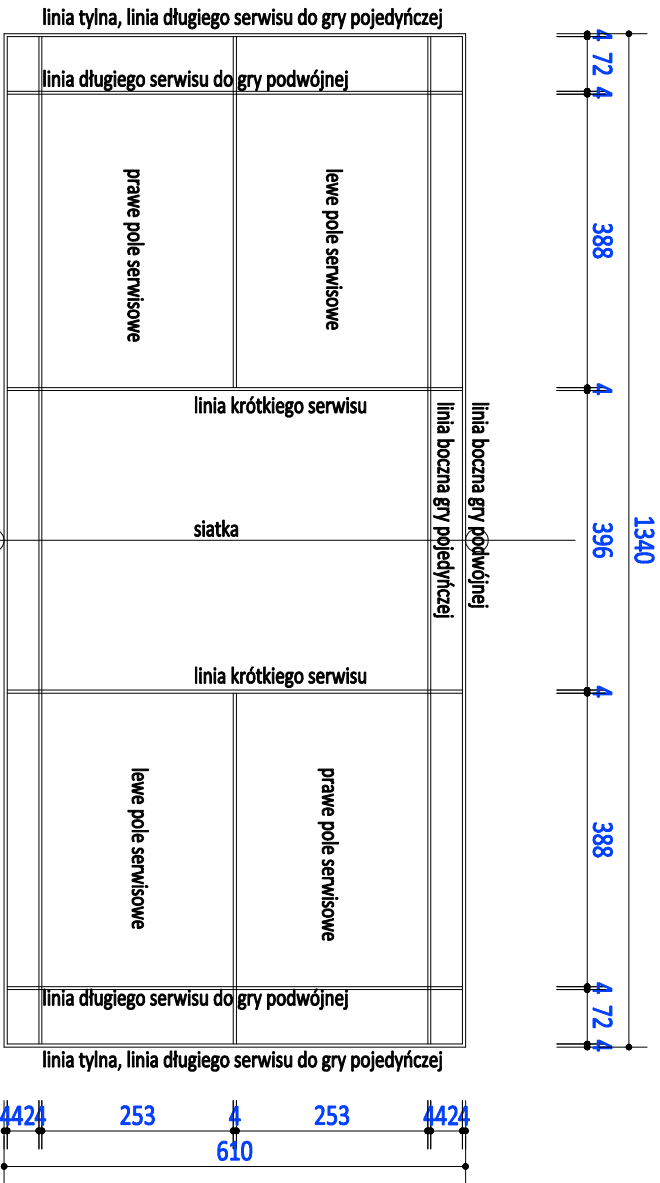 linia tylna, linia długiego serwisu do gry pojedyńczej
4
72
linia długiego serwisu do gry podwójnej
4
prawe pole serwisowe
lewe pole serwisowe
388
4
linia krótkiego serwisu
linia boczna gry pojedyńczej
linia boczna gry podwójnej
siatka
396
1340
linia krótkiego serwisu
4
lewe pole serwisowe
prawe pole serwisowe
388
linia długiego serwisu do gry podwójnej
4
72
4
linia tylna, linia długiego serwisu do gry pojedyńczej
4 42 4 253 4 253 4 42 4
610